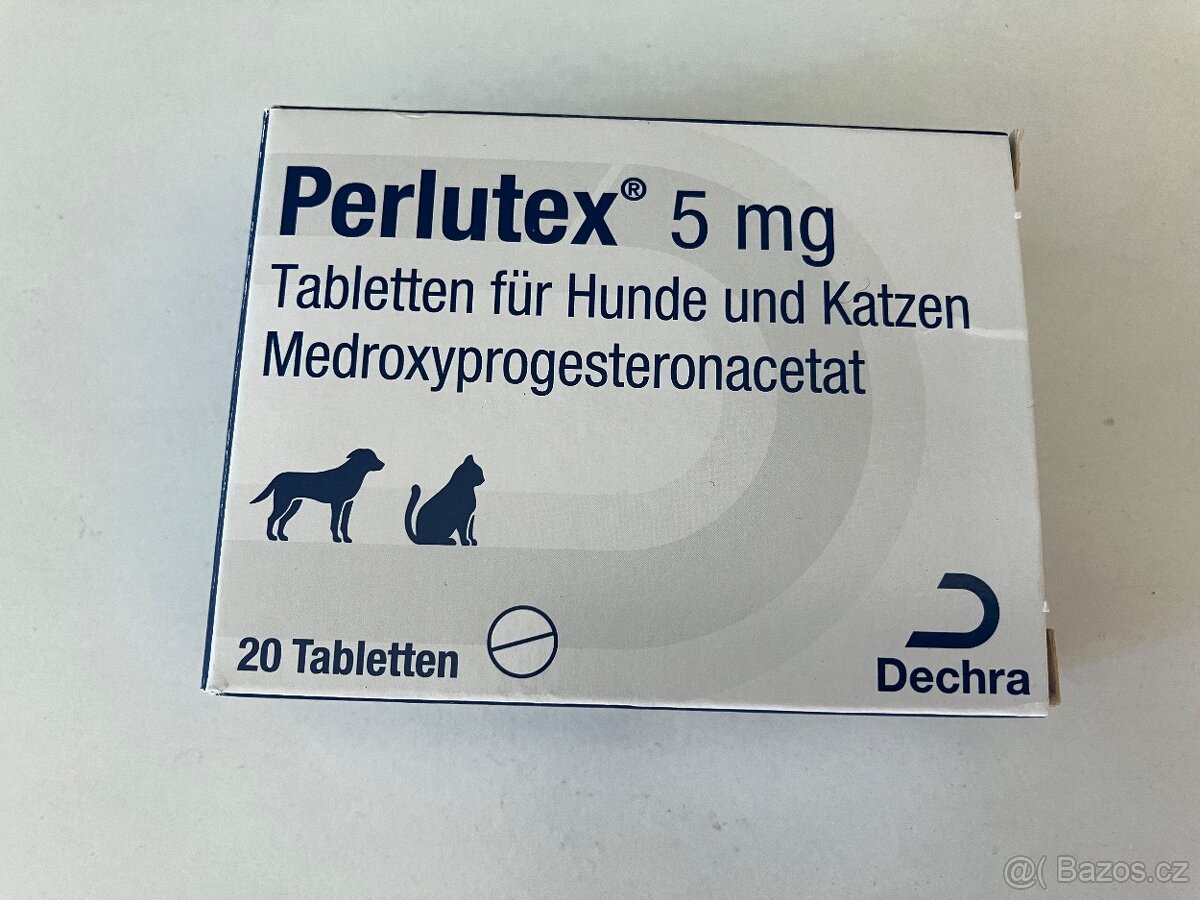 Perlutex® 5 mg
Tabletten für Hunde und Katzen
Medroxyprogesteronacetat
20 Tabletten
Dechra
@( Bazos.cz